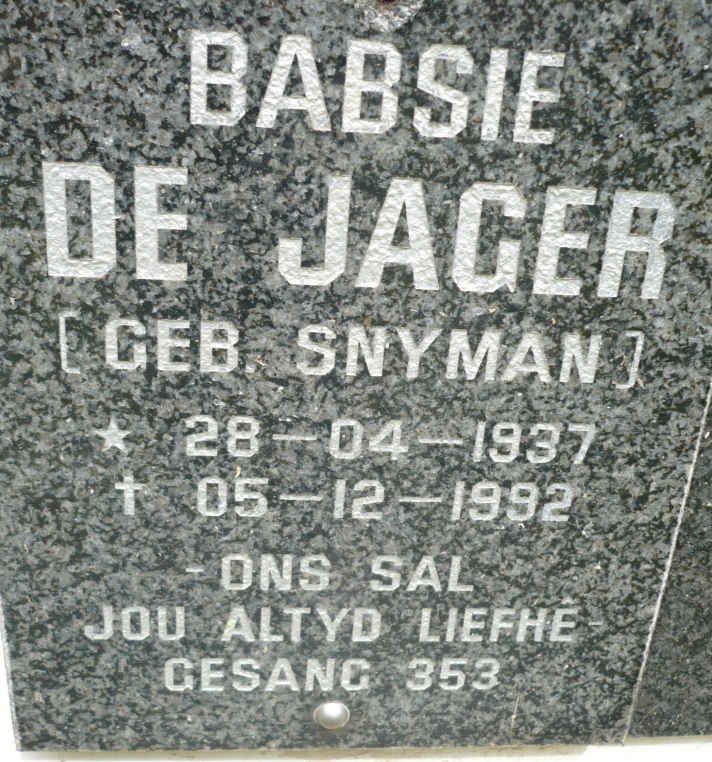 BABSIE
DE JAGER
[GEB. SNYMAN]
★ 28-04-1937
† 05-12-1992
-ONS SAL
JOU ALTYD LIEFHÊ-
GESANG 353